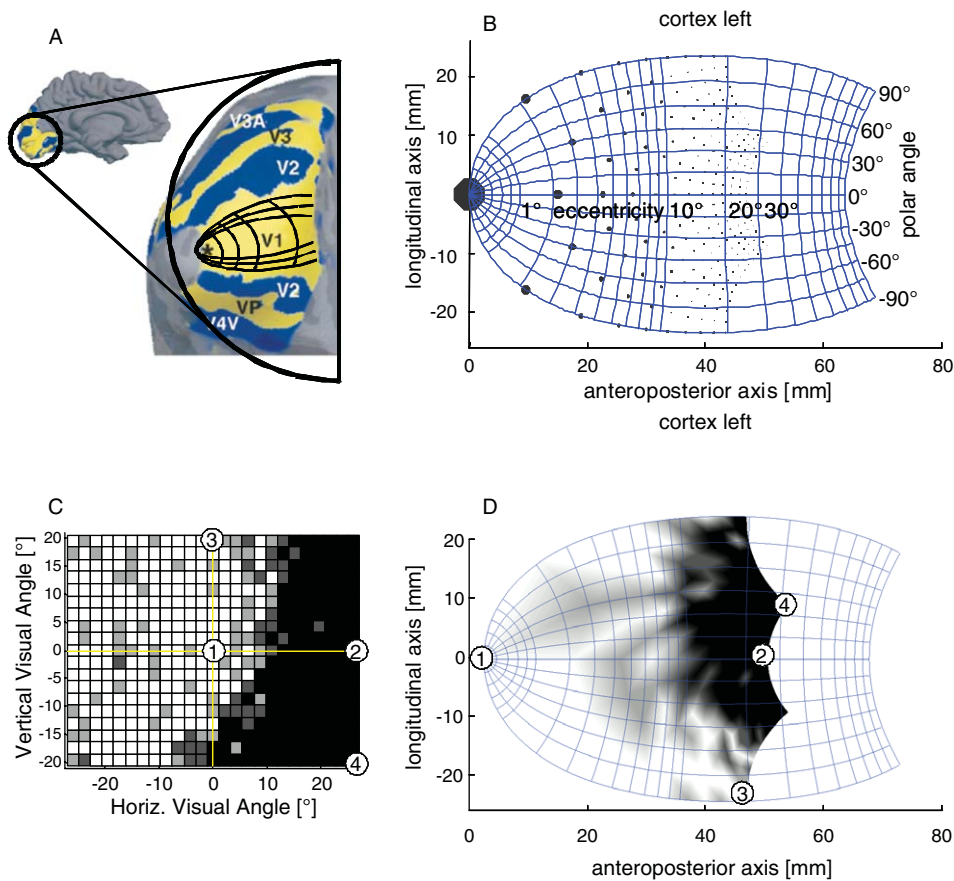 A
V3A
V3
V2
V1
*
V2
VP
V4V
B
cortex left
longitudinal axis [mm]
20
10
0
-10
-20
90°
60°
30°
0°
-30°
-60°
-90°
polar angle
1° eccentricity 10° 20° 30°
0 20 40 60 80
anteroposterior axis [mm]
cortex left
C
Vertical Visual Angle [°]
20
15
10
5
0
-5
-10
-15
-20
3
1
2
4
-20 -10 0 10 20
Horiz. Visual Angle [°]
D
longitudinal axis [mm]
20
10
0
-10
-20
1
4
2
3
0 20 40 60 80
anteroposterior axis [mm]